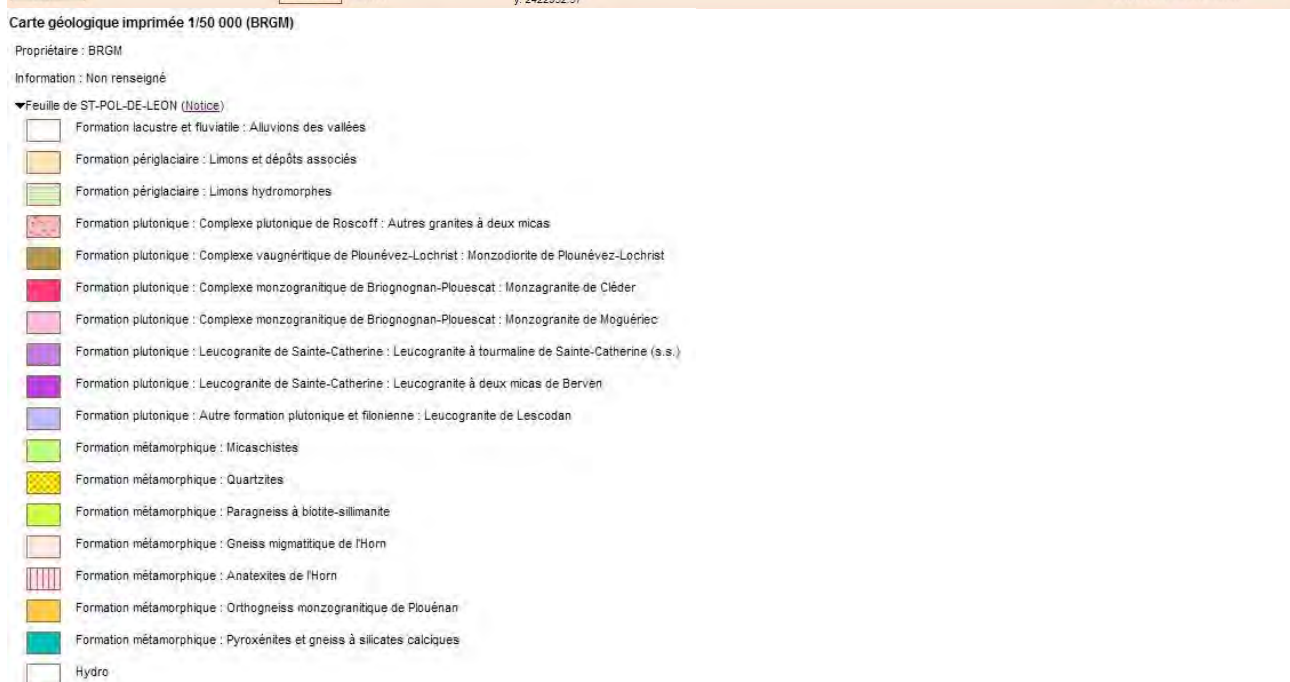 Carte géologique imprimée 1/50 000 (BRGM)
Propriétaire : BRGM
Information : Non renseigné
▼Feuille de ST-POL-DE-LEON (Notice)
Formation lacustre et fluviatile : Alluvions des vallées
Formation périglaciaire : Limons et dépôts associés
Formation périglaciaire : Limons hydromorphes
Formation plutonique : Complexe plutonique de Roscoff : Autres granites à deux micas
Formation plutonique : Complexe vaugnéritique de Plounévez-Lochrist : Monzodiorite de Plounévez-Lochrist
Formation plutonique : Complexe monzogranitique de Brignognan-Plouescat : Monzagranite de Cléder
Formation plutonique : Complexe monzogranitique de Brignognan-Plouescat : Monzogranite de Moguériec
Formation plutonique : Leucogranite de Sainte-Catherine : Leucogranite à tourmaline de Sainte-Catherine (s.s.)
Formation plutonique : Leucogranite de Sainte-Catherine : Leucogranite à deux micas de Berven
Formation plutonique : Autre formation plutonique et filonienne : Leucogranite de Lescodan
Formation métamorphique : Micaschistes
Formation métamorphique : Quartzites
Formation métamorphique : Paragneiss à biotite-sillimanite
Formation métamorphique : Gneiss migmatitique de l'Horn
Formation métamorphique : Anatexites de l'Horn
Formation métamorphique : Orthogneiss monzogranitique de Plouénan
Formation métamorphique : Pyroxénites et gneiss à silicates calciques
Hydro